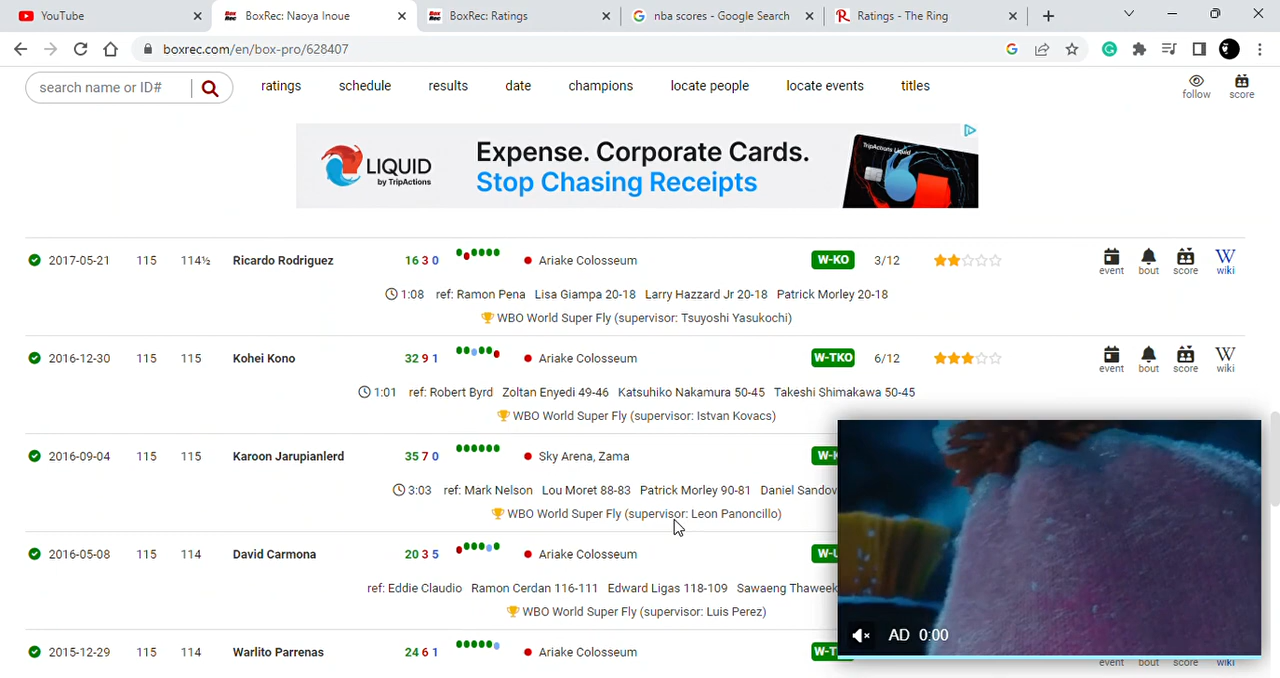 YouTube
BoxRec: Naoya Inoue
BoxRec: Ratings
nba scores - Google Search
Ratings - The Ring
boxrec.com/en/box-pro/628407
search name or ID#
ratings
schedule
results
date
champions
locate people
locate events
titles
follow
score
LIQUID
by TripActions
Expense. Corporate Cards.
Stop Chasing Receipts
TripActions Liquid
2017-05-21 115 114½ Ricardo Rodriguez 16 3 0 Ariake Colosseum W-KO 3/12
event bout score wiki
1:08 ref: Ramon Pena Lisa Giampa 20-18 Larry Hazzard Jr 20-18 Patrick Morley 20-18
WBO World Super Fly (supervisor: Tsuyoshi Yasukochi)
2016-12-30 115 115 Kohei Kono 32 9 1 Ariake Colosseum W-TKO 6/12
event bout score wiki
1:01 ref: Robert Byrd Zoltan Enyedi 49-46 Katsuhiko Nakamura 50-45 Takeshi Shimakawa 50-45
WBO World Super Fly (supervisor: Istvan Kovacs)
2016-09-04 115 115 Karoon Jarupianlerd 35 7 0 Sky Arena, Zama W-K
3:03 ref: Mark Nelson Lou Moret 88-83 Patrick Morley 90-81 Daniel Sandov
WBO World Super Fly (supervisor: Leon Panoncillo)
2016-05-08 115 114 David Carmona 20 3 5 Ariake Colosseum W-U
ref: Eddie Claudio Ramon Cerdan 116-111 Edward Ligas 118-109 Sawaeng Thaweek
WBO World Super Fly (supervisor: Luis Perez)
2015-12-29 115 114 Warlito Parrenas 24 6 1 Ariake Colosseum W-T
event bout score wiki
AD 0:00